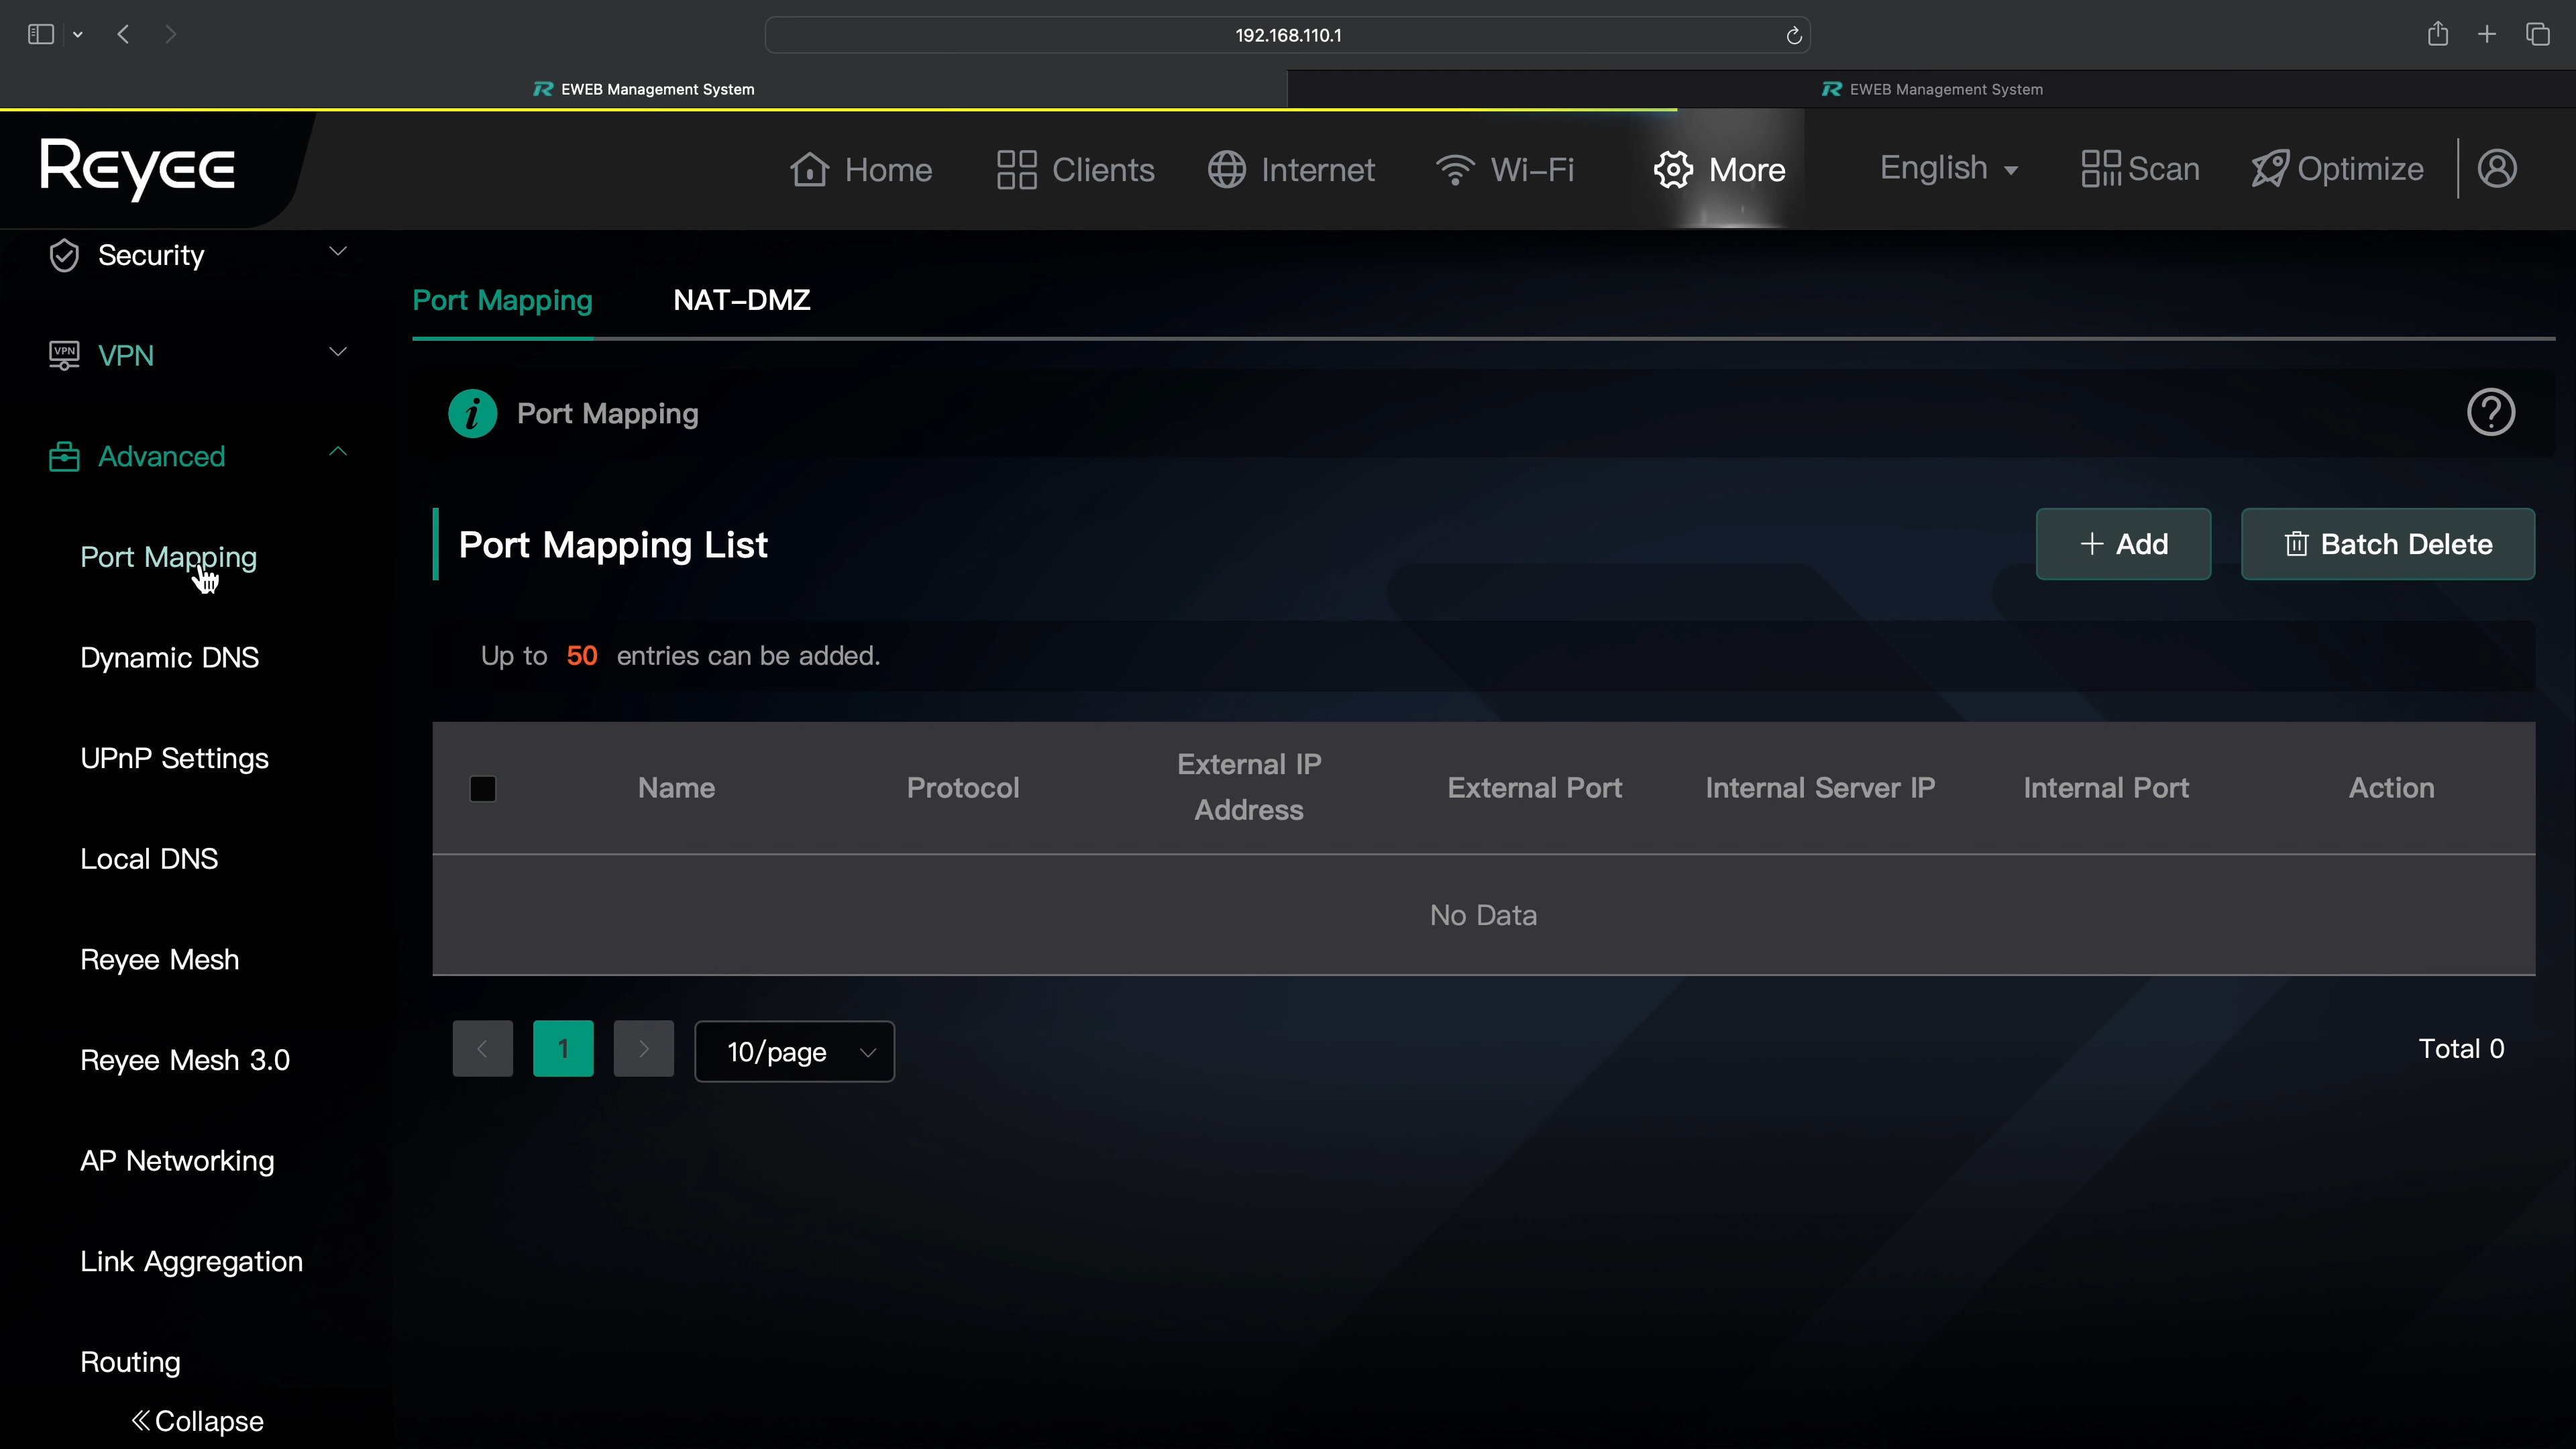 192.168.110.1
EWEB Management System
EWEB Management System
Reyee
Home
Clients
Internet
Wi-Fi
More
English
Scan
Optimize
Security
VPN
VPN
Advanced
Port Mapping
Dynamic DNS
UPnP Settings
Local DNS
Reyee Mesh
Reyee Mesh 3.0
AP Networking
Link Aggregation
Routing
Collapse
Port Mapping
NAT-DMZ
i
Port Mapping
?
Port Mapping List
+ Add
Batch Delete
Up to 50 entries can be added.
Name
Protocol
External IP
Address
External Port
Internal Server IP
Internal Port
Action
No Data
1
10/page
Total 0